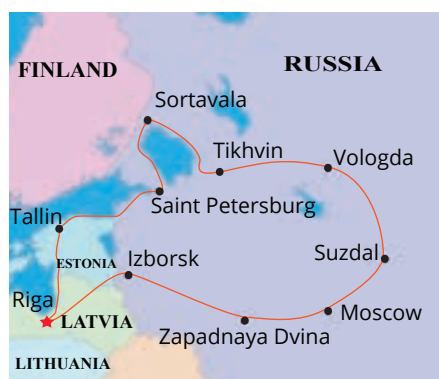 FINLAND
RUSSIA
Sortavala
Tikhvin
Vologda
Saint Petersburg
Tallin
Suzdal
ESTONIA
Izborsk
Riga
LATVIA
Moscow
Zapadnaya Dvina
LITHUANIA